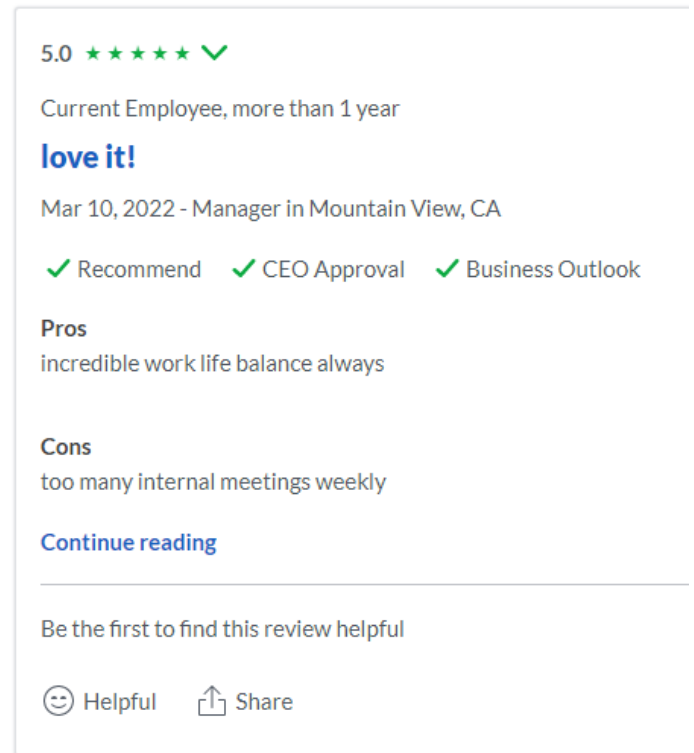 5.0 ★★★★★
Current Employee, more than 1 year
love it!
Mar 10, 2022 - Manager in Mountain View, CA
Recommend CEO Approval Business Outlook
Pros
incredible work life balance always
Cons
too many internal meetings weekly
Continue reading
Be the first to find this review helpful
Helpful Share